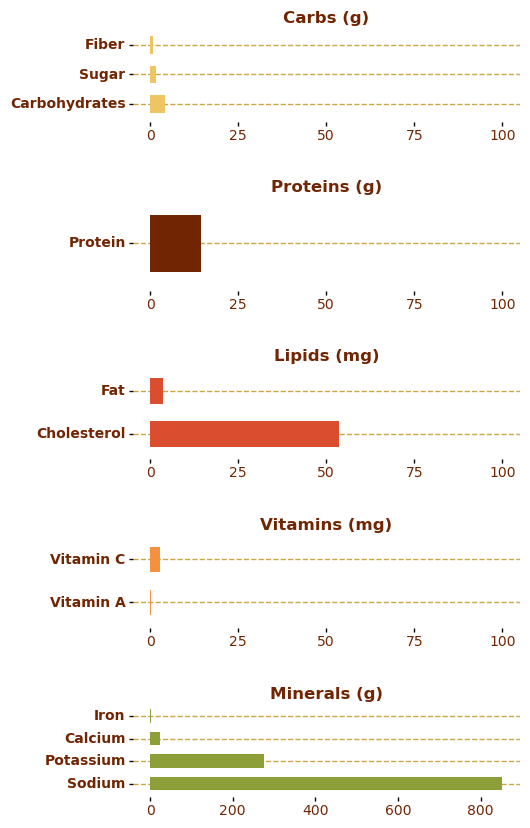 Carbs (g)
Fiber
Sugar
Carbohydrates
0 25 50 75 100
Proteins (g)
Protein
0 25 50 75 100
Lipids (mg)
Fat
Cholesterol
0 25 50 75 100
Vitamins (mg)
Vitamin C
Vitamin A
0 25 50 75 100
Minerals (g)
Iron
Calcium
Potassium
Sodium
0 200 400 600 800